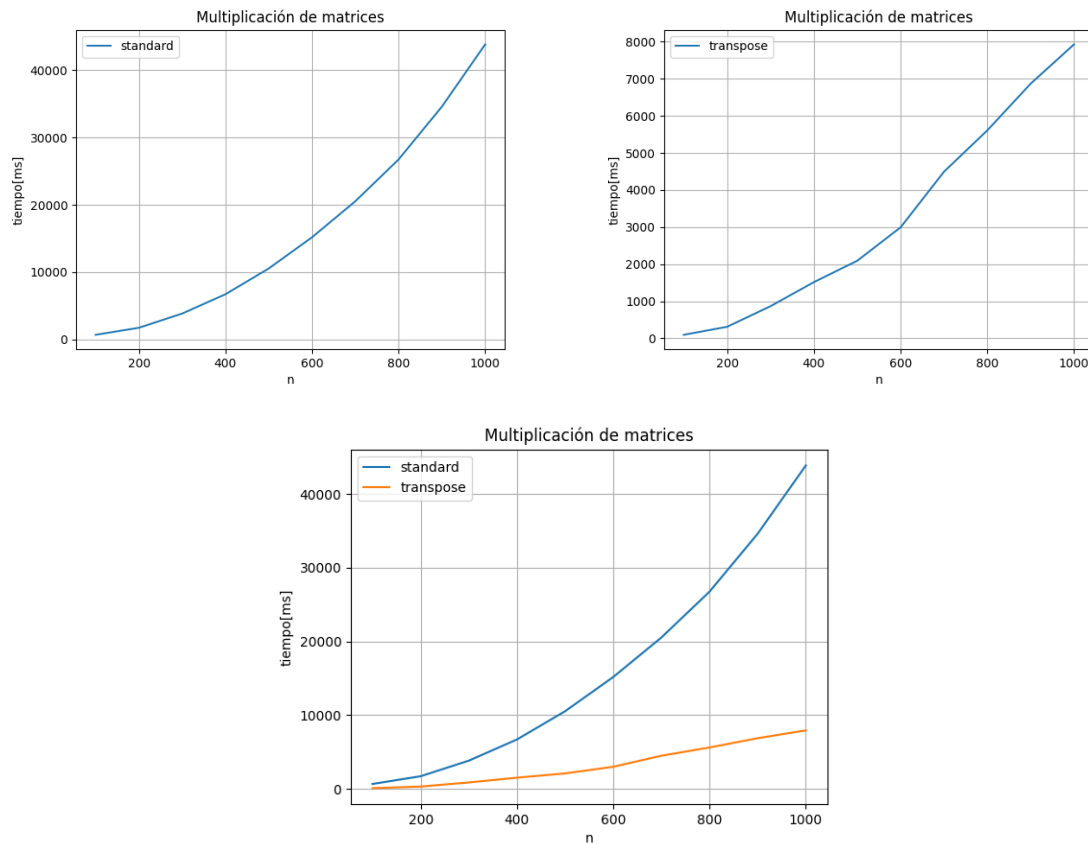 Multiplicación de matrices
standard
40000
30000
20000
10000
0
tiempo[ms]
200 400 600 800 1000
n
Multiplicación de matrices
transpose
8000
7000
6000
5000
4000
3000
2000
1000
0
tiempo[ms]
200 400 600 800 1000
n
Multiplicación de matrices
standard
transpose
40000
30000
20000
10000
0
tiempo[ms]
200 400 600 800 1000
n